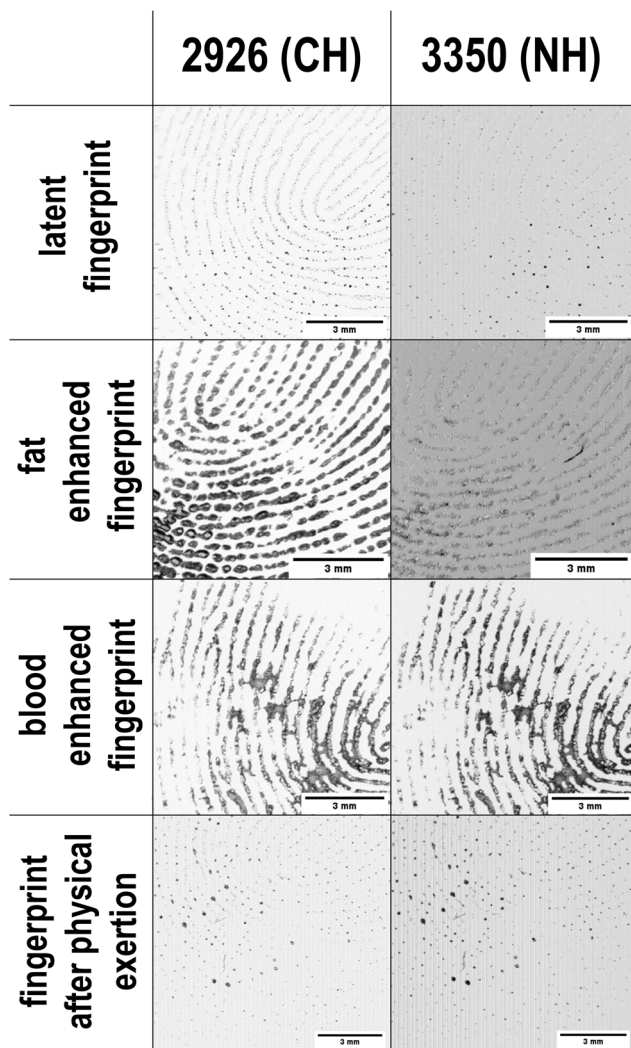 2926 (CH)
3350 (NH)
latent
fingerprint
3 mm
3 mm
fat
enhanced
fingerprint
3 mm
3 mm
blood
enhanced
fingerprint
3 mm
3 mm
fingerprint
after physical
exertion
3 mm
3 mm